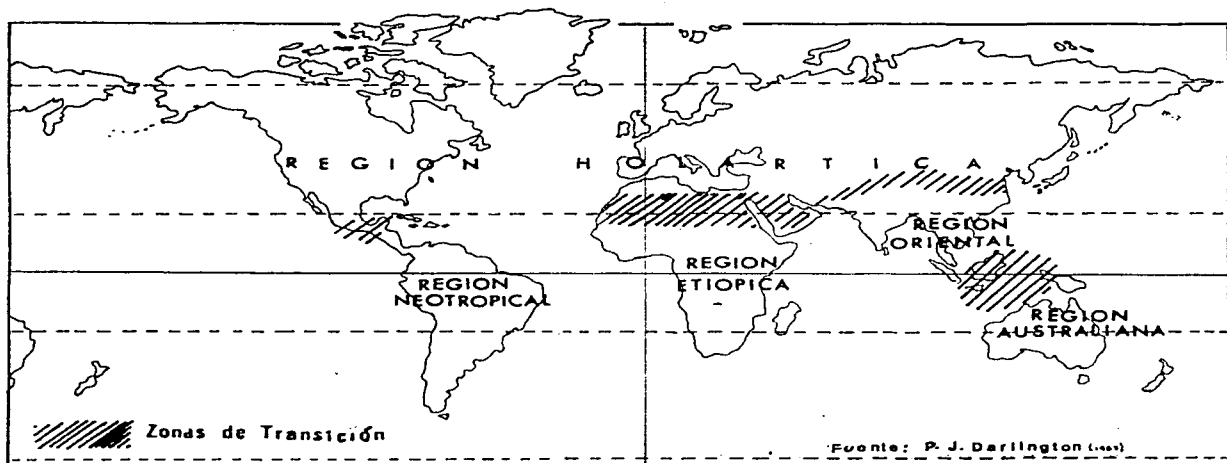 REGION HOLARTICA
REGION
ORIENTAL
REGION
NEOTROPICAL
REGION
ETIOPICA
REGION
AUSTRALIANA
Zonas de Transición
Fuente: P. J. Darlington